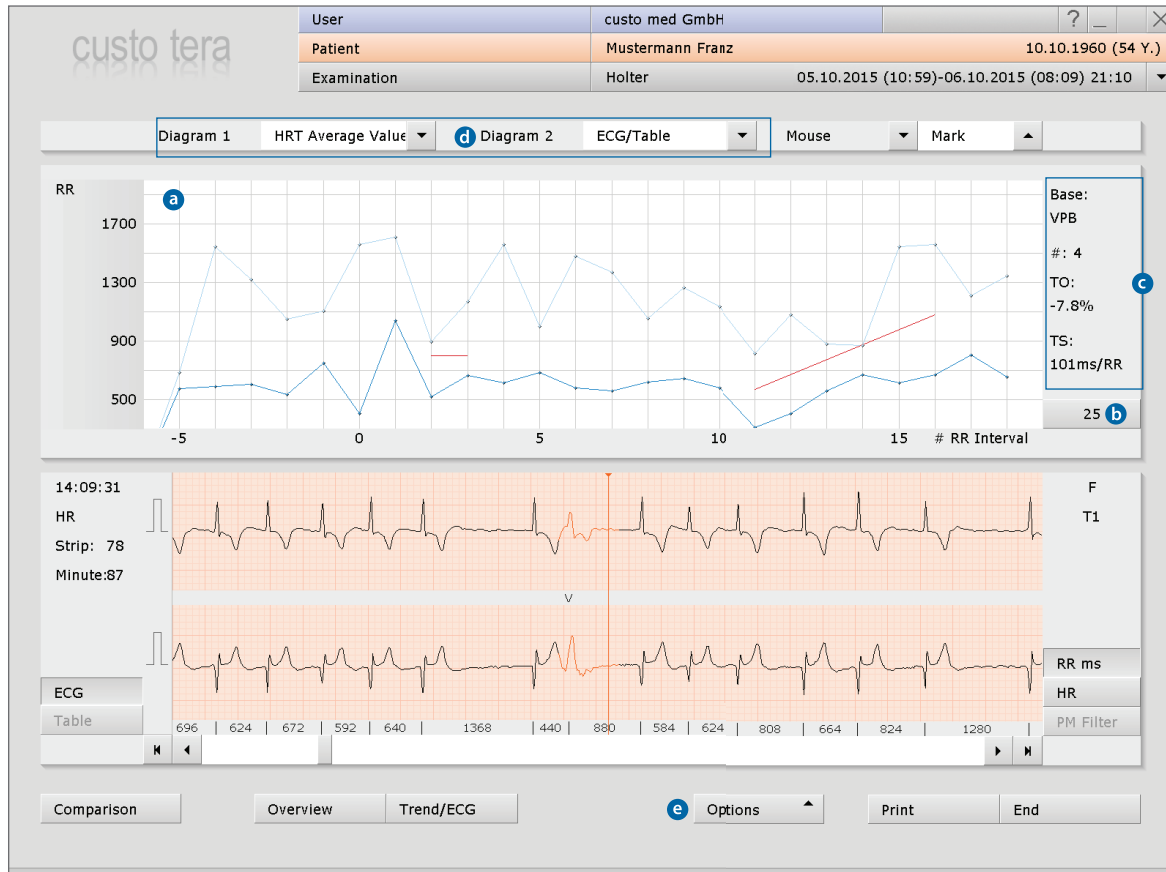 custo tera
User custo med GmbH ? _ X
Patient Mustermann Franz 10.10.1960 (54 Y.)
Examination Holter 05.10.2015 (10:59)-06.10.2015 (08:09) 21:10
Diagram 1 HRT Average Value d Diagram 2 ECG/Table Mouse Mark
RR
a
1700
1300
900
500
-5 0 5 10 15 # RR Interval
Base:
VPB
#: 4
TO:
-7.8%
TS:
101ms/RR
c
25 b
14:09:31
HR
Strip: 78
Minute:87
F
T1
V
ECG
Table
RR ms
HR
PM Filter
696 624 672 592 640 1368 440 880 584 624 808 664 824 1280
Comparison Overview Trend/ECG e Options Print End